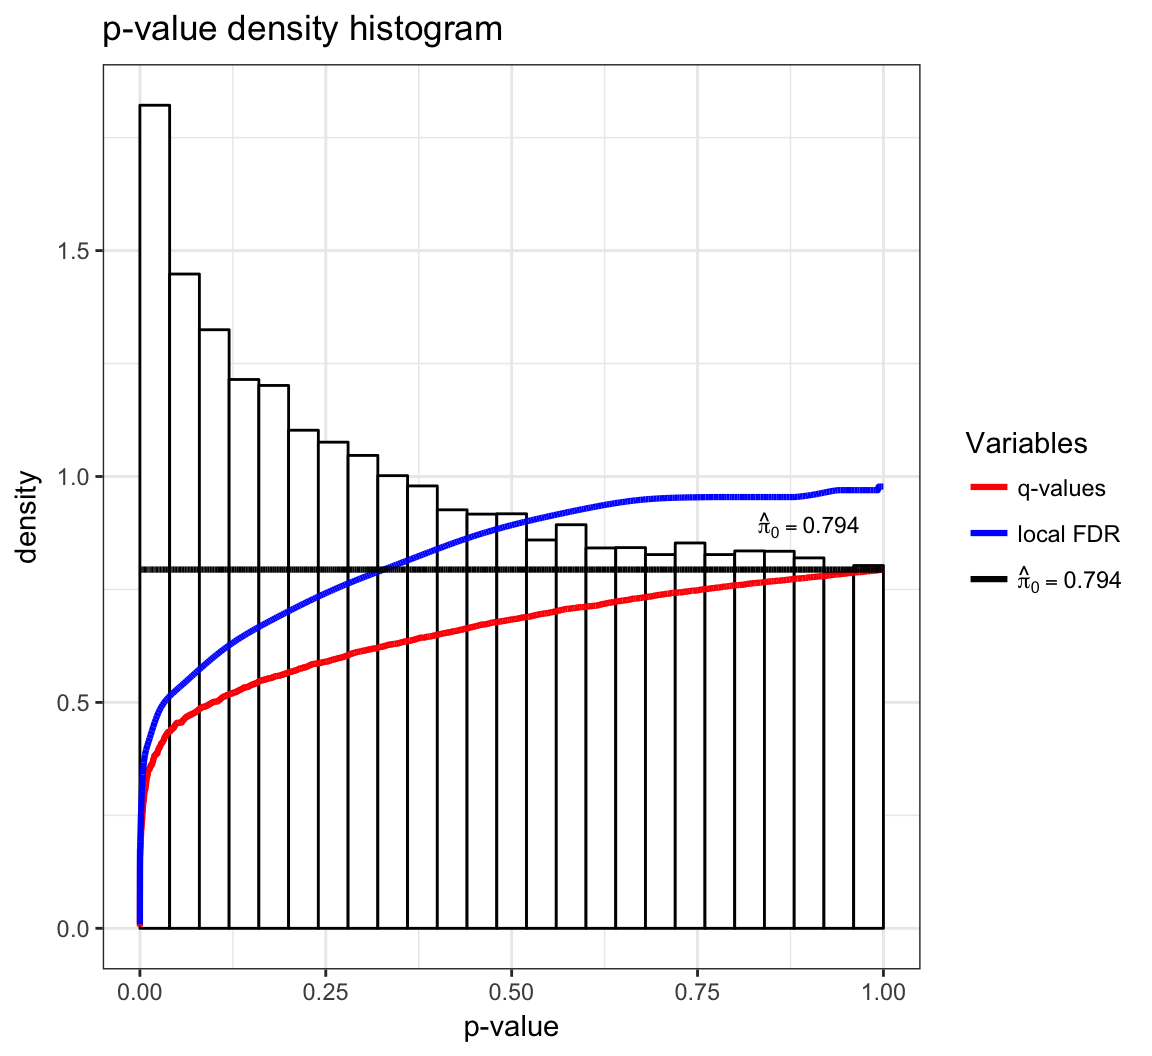 p-value density histogram
density
1.5
1.0
0.5
0.0
0.00 0.25 0.50 0.75 1.00
p-value
π̂₀ = 0.794
Variables
q-values
local FDR
π̂₀ = 0.794